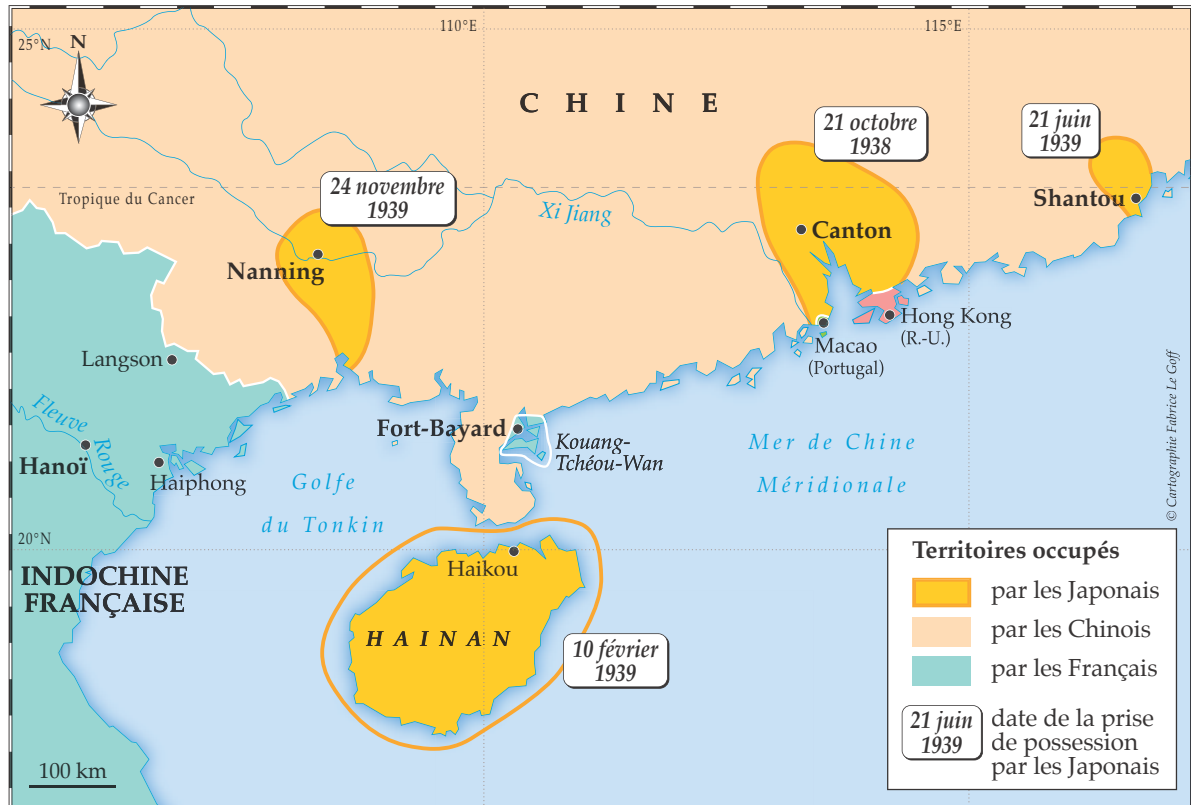 110°E
115°E
25°N
N
CHINE
21 octobre
1938
21 juin
1939
24 novembre
1939
Tropique du Cancer
Xi Jiang
Shantou
Canton
Nanning
Hong Kong
(R.-U.)
Macao
(Portugal)
Langson
Fleuve
Rouge
Hanoï
Haiphong
Fort-Bayard
Kouang-
Tchéou-Wan
Golfe
du Tonkin
Mer de Chine
Méridionale
20°N
INDOCHINE
FRANÇAISE
Haikou
HAINAN
10 février
1939
100 km
Territoires occupés
par les Japonais
par les Chinois
par les Français
21 juin
1939
date de la prise
de possession
par les Japonais
© Cartographie Fabrice Le Goff